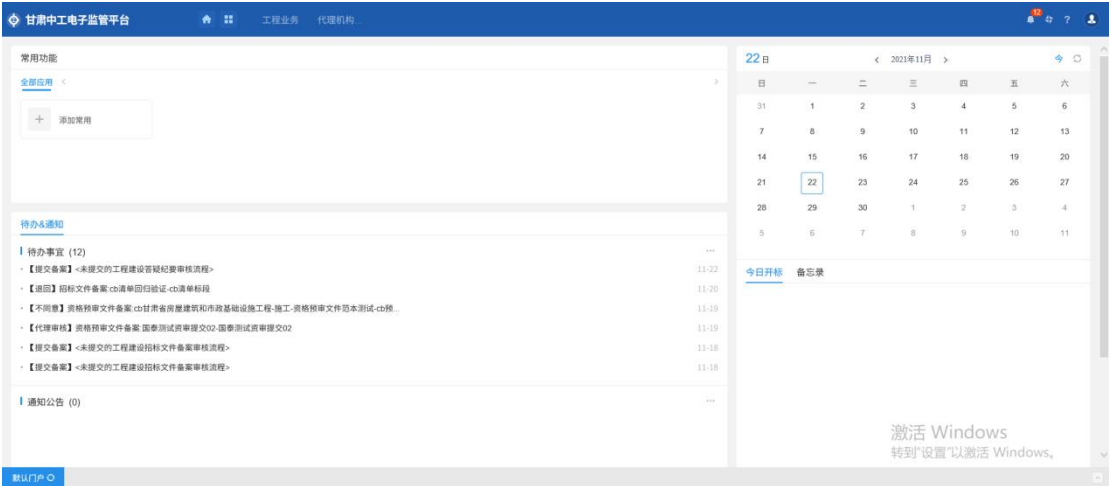 甘肃中工电子监管平台 工程业务 代理机构... 12 ?
常用功能
全部应用 < >
+ 添加常用
待办&通知
待办事宜 (12) ...
·【提交备案】<未提交的工程建设答疑纪要审核流程> 11-22
·【退回】招标文件备案:cb清单回归验证-cb清单标段 11-20
·【不同意】资格预审文件备案:cb甘肃省房屋建筑和市政基础设施工程-施工-资格预审文件范本测试-cb预... 11-19
·【代理审核】资格预审文件备案:国泰测试资审提交02-国泰测试资审提交02 11-19
·【提交备案】<未提交的工程建设招标文件备案审核流程> 11-18
·【提交备案】<未提交的工程建设招标文件备案审核流程> 11-18
通知公告 (0) ...
22日 < 2021年11月 > 今
日 一 二 三 四 五 六
31 1 2 3 4 5 6
7 8 9 10 11 12 13
14 15 16 17 18 19 20
21 22 23 24 25 26 27
28 29 30 1 2 3 4
5 6 7 8 9 10 11
今日开标 备忘录
激活 Windows
转到"设置"以激活 Windows。
默认门户